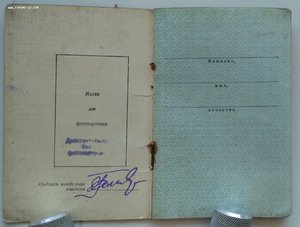 Место
для
фотокарточки
Действительно
без
фотокарточки
Подпись владельца
книжки
Фамилия,
имя,
отчество